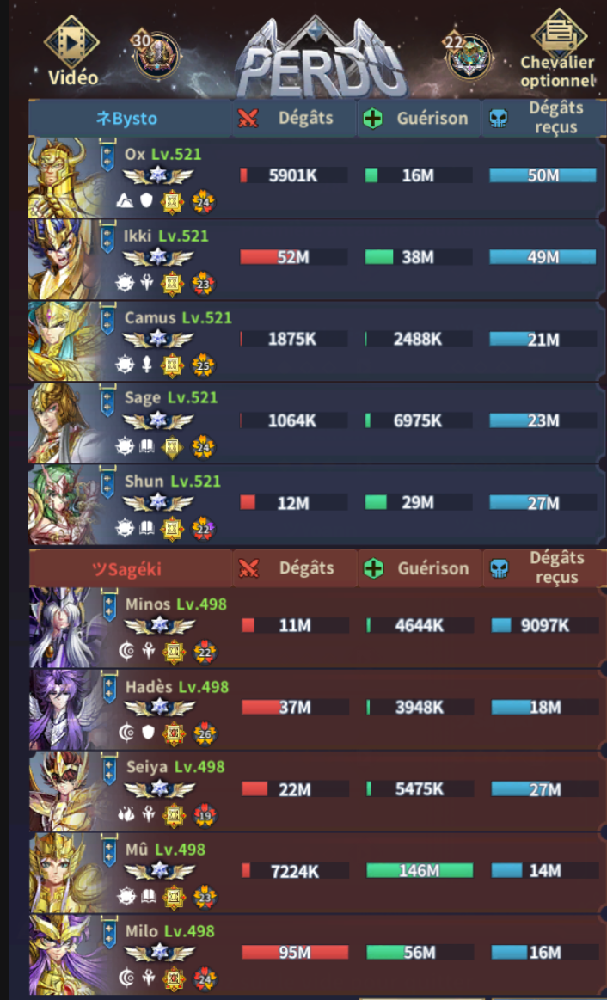 30
22
PERDU
Vidéo
Chevalier
optionnel
ネBysto Dégâts Guérison Dégâts
reçus
Ox Lv.521
5901K 16M 50M
24
Ikki Lv.521
52M 38M 49M
23
Camus Lv.521
1875K 2488K 21M
25
Sage Lv.521
1064K 6975K 23M
24
Shun Lv.521
12M 29M 27M
22
ツSagéki Dégâts Guérison Dégâts
reçus
Minos Lv.498
11M 4644K 9097K
22
Hadès Lv.498
37M 3948K 18M
26
Seiya Lv.498
22M 5475K 27M
19
Mû Lv.498
7224K 146M 14M
23
Milo Lv.498
95M 56M 16M
24